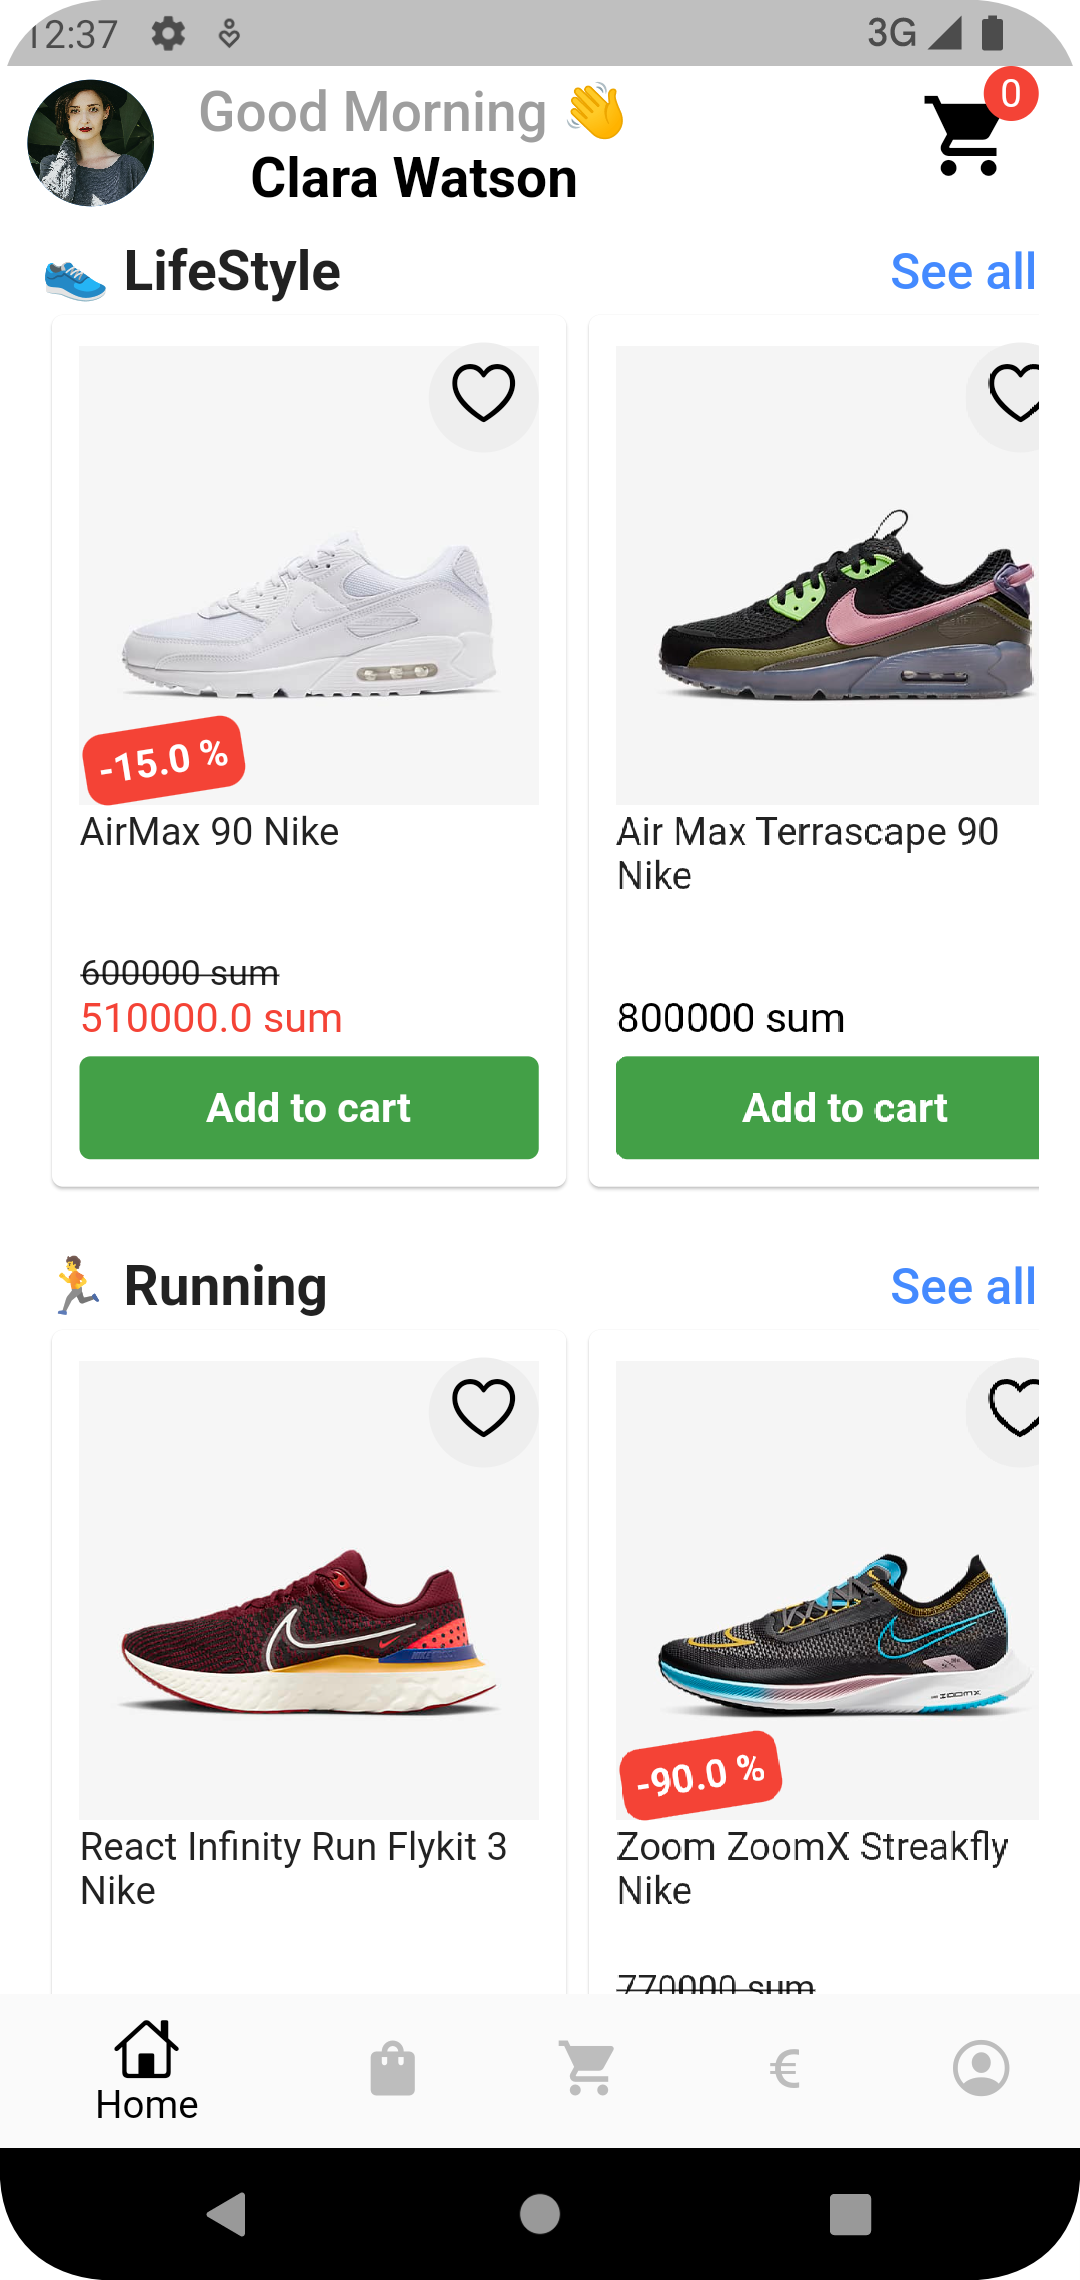 12:37
3G
Good Morning 👋
0
Clara Watson
👟 LifeStyle
See all
-15.0 %
AirMax 90 Nike
Air Max Terrascape 90
Nike
600000 sum
510000.0 sum
800000 sum
Add to cart
Add to cart
🏃 Running
See all
ZOOMX
-90.0 %
React Infinity Run Flykit 3
Nike
Zoom ZoomX Streakfly
Nike
770000 sum
Home
€